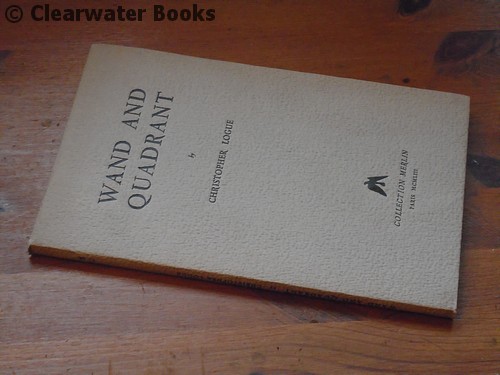 © Clearwater Books
WAND AND
QUADRANT
by
CHRISTOPHER LOGUE
COLLECTION MERLIN
PARIS MCMLIII